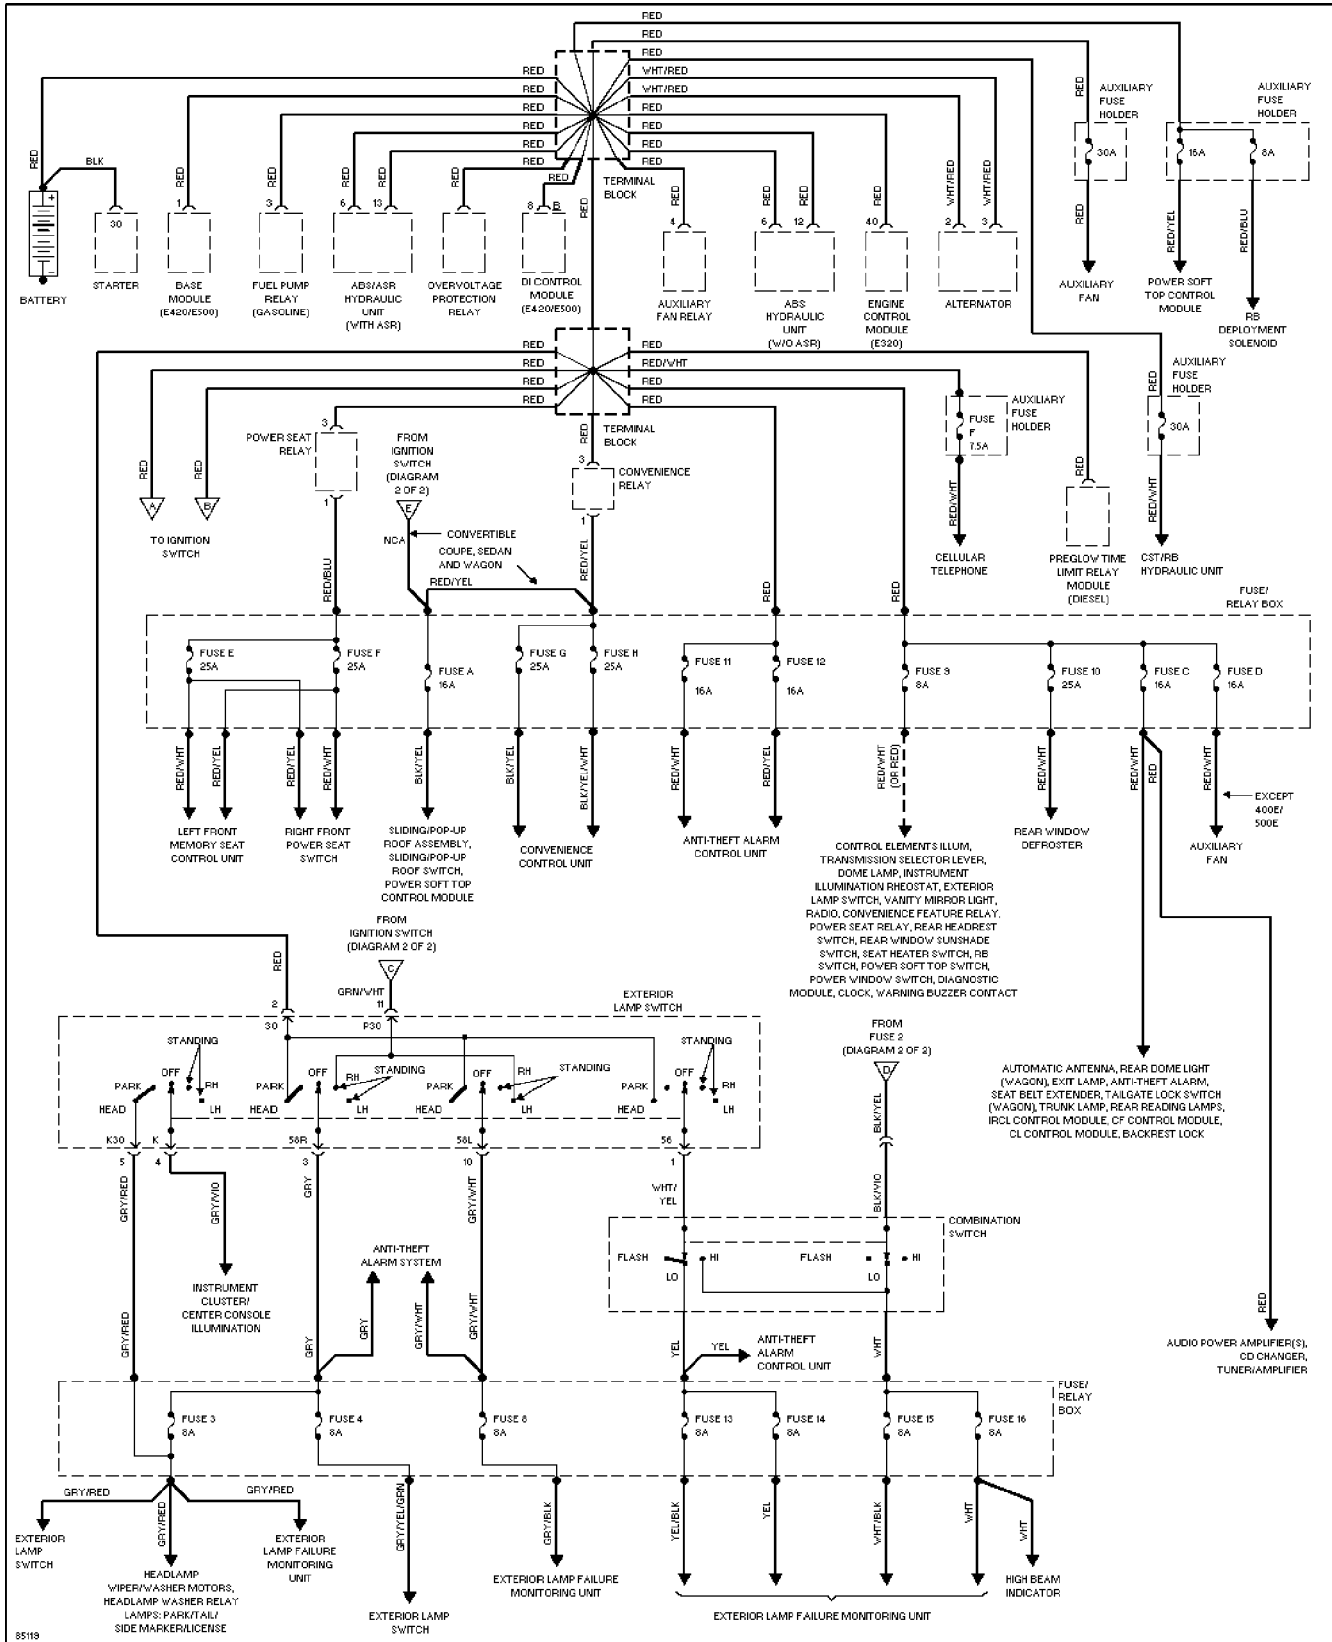 RED
RED
RED
RED
WHT/RED
RED
WHT/RED
RED
RED
RED
RED
RED
RED
RED
RED
RED
RED
AUXILIARY
FUSE
HOLDER
30A
AUXILIARY
FUSE
HOLDER
16A
8A
TERMINAL
BLOCK
RED
BLK
RED
RED
RED
RED
RED
RED
RED
RED
RED
RED
WHT/RED
WHT/RED
RED
RED
RED/YEL
RED/BLU
+
-
30
1
3
6
13
8
B
4
6
12
40
2
3
BATTERY
STARTER
BASE
MODULE
(E420/E500)
FUEL PUMP
RELAY
(GASOLINE)
ABS/ASR
HYDRAULIC
UNIT
(WITH ASR)
OVERVOLTAGE
PROTECTION
RELAY
DI CONTROL
MODULE
(E420/E500)
AUXILIARY
FAN RELAY
ABS
HYDRAULIC
UNIT
(W/O ASR)
ENGINE
CONTROL
MODULE
(E320)
ALTERNATOR
AUXILIARY
FAN
POWER SOFT
TOP CONTROL
MODULE
RB
DEPLOYMENT
SOLENOID
RED
RED
RED
RED/WHT
RED
RED
RED
RED
TERMINAL
BLOCK
AUXILIARY
FUSE
HOLDER
RED
30A
AUXILIARY
FUSE
HOLDER
FUSE
F
7.5A
POWER SEAT
RELAY
3
1
FROM
IGNITION
SWITCH
(DIAGRAM
2 OF 2)
E
RED
3
CONVENIENCE
RELAY
1
RED
RED
A
B
TO IGNITION
SWITCH
NCA
CONVERTIBLE
COUPE, SEDAN
AND WAGON
RED/YEL
RED/BLU
RED/YEL
RED
RED
RED/WHT
CELLULAR
TELEPHONE
RED
PREGLOW TIME
LIMIT RELAY
MODULE
(DIESEL)
RED/WHT
CST/RB
HYDRAULIC UNIT
FUSE/
RELAY BOX
FUSE E
25A
FUSE F
25A
FUSE A
16A
FUSE G
25A
FUSE H
25A
FUSE 11
16A
FUSE 12
16A
FUSE 9
8A
FUSE 10
25A
FUSE C
16A
FUSE D
16A
RED/WHT
RED/YEL
RED/YEL
RED/WHT
BLK/YEL
BLK/YEL
BLK/YEL/WHT
RED/WHT
RED/YEL
RED/WHT
(OR RED)
RED/WHT
RED/WHT
RED
RED/WHT
EXCEPT
400E/
500E
LEFT FRONT
MEMORY SEAT
CONTROL UNIT
RIGHT FRONT
POWER SEAT
SWITCH
SLIDING/POP-UP
ROOF ASSEMBLY,
SLIDING/POP-UP
ROOF SWITCH,
POWER SOFT TOP
CONTROL MODULE
CONVENIENCE
CONTROL UNIT
ANTI-THEFT ALARM
CONTROL UNIT
CONTROL ELEMENTS ILLUM,
TRANSMISSION SELECTOR LEVER,
DOME LAMP, INSTRUMENT
ILLUMINATION RHEOSTAT, EXTERIOR
LAMP SWITCH, VANITY MIRROR LIGHT,
RADIO, CONVENIENCE FEATURE RELAY,
POWER SEAT RELAY, REAR HEADREST
SWITCH, REAR WINDOW SUNSHADE
SWITCH, SEAT HEATER SWITCH, RB
SWITCH, POWER SOFT TOP SWITCH,
POWER WINDOW SWITCH, DIAGNOSTIC
MODULE, CLOCK, WARNING BUZZER CONTACT
REAR WINDOW
DEFROSTER
AUXILIARY
FAN
FROM
IGNITION SWITCH
(DIAGRAM 2 OF 2)
C
RED
GRN/WHT
2
11
30
P30
EXTERIOR
LAMP SWITCH
FROM
FUSE 2
(DIAGRAM 2 OF 2)
D
STANDING
PARK
OFF
RH
HEAD
LH
PARK
OFF
RH
STANDING
HEAD
LH
PARK
OFF
RH
STANDING
HEAD
LH
STANDING
OFF
RH
LH
K30
K
58R
58L
56
5
4
3
10
1
BLK/YEL
AUTOMATIC ANTENNA, REAR DOME LIGHT
(WAGON), EXIT LAMP, ANTI-THEFT ALARM,
SEAT BELT EXTENDER, TAILGATE LOCK SWITCH
(WAGON), TRUNK LAMP, REAR READING LAMPS,
IRCL CONTROL MODULE, CF CONTROL MODULE,
CL CONTROL MODULE, BACKREST LOCK
GRY/RED
GRY/VIO
GRY
GRY/WHT
WHT/
YEL
BLK/VIO
COMBINATION
SWITCH
FLASH
HI
LO
FLASH
HI
LO
INSTRUMENT
CLUSTER/
CENTER CONSOLE
ILLUMINATION
ANTI-THEFT
ALARM SYSTEM
GRY/RED
GRY
GRY
GRY/WHT
GRY/WHT
YEL
YEL
ANTI-THEFT
ALARM
CONTROL UNIT
WHT
RED
AUDIO POWER AMPLIFIER(S),
CD CHANGER,
TUNER/AMPLIFIER
FUSE/
RELAY
BOX
FUSE 3
8A
FUSE 4
8A
FUSE 8
8A
FUSE 13
8A
FUSE 14
8A
FUSE 15
8A
FUSE 16
8A
GRY/RED
GRY/RED
GRY/RED
GRY/YEL/GRN
GRY/BLK
YEL/BLK
YEL
WHT/BLK
WHT
WHT
EXTERIOR
LAMP
SWITCH
HEADLAMP
WIPER/WASHER MOTORS,
HEADLAMP WASHER RELAY
LAMPS: PARK/TAIL/
SIDE MARKER/LICENSE
EXTERIOR
LAMP FAILURE
MONITORING
UNIT
EXTERIOR LAMP
SWITCH
EXTERIOR LAMP FAILURE
MONITORING UNIT
EXTERIOR LAMP FAILURE MONITORING UNIT
HIGH BEAM
INDICATOR
85119